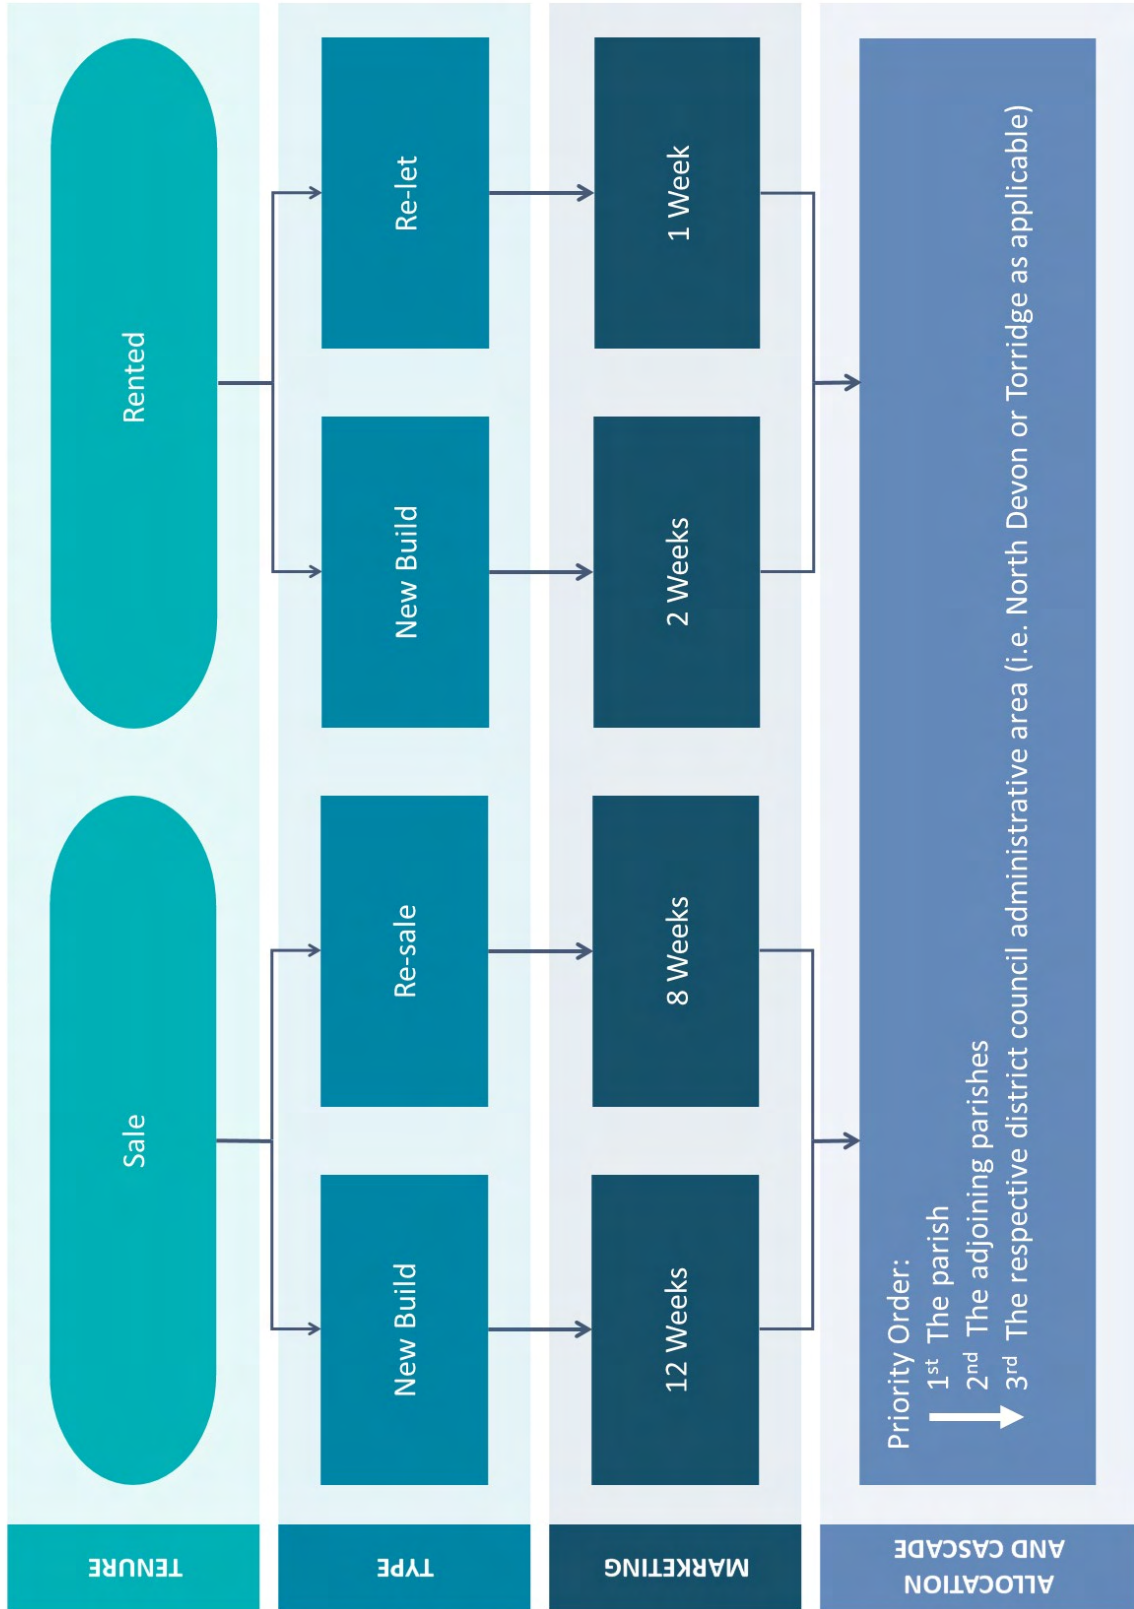 TENURE
Sale
Rented
TYPE
New Build
Re-sale
New Build
Re-let
MARKETING
12 Weeks
8 Weeks
2 Weeks
1 Week
ALLOCATION
AND CASCADE
Priority Order:
1st The parish
2nd The adjoining parishes
3rd The respective district council administrative area (i.e. North Devon or Torridge as applicable)